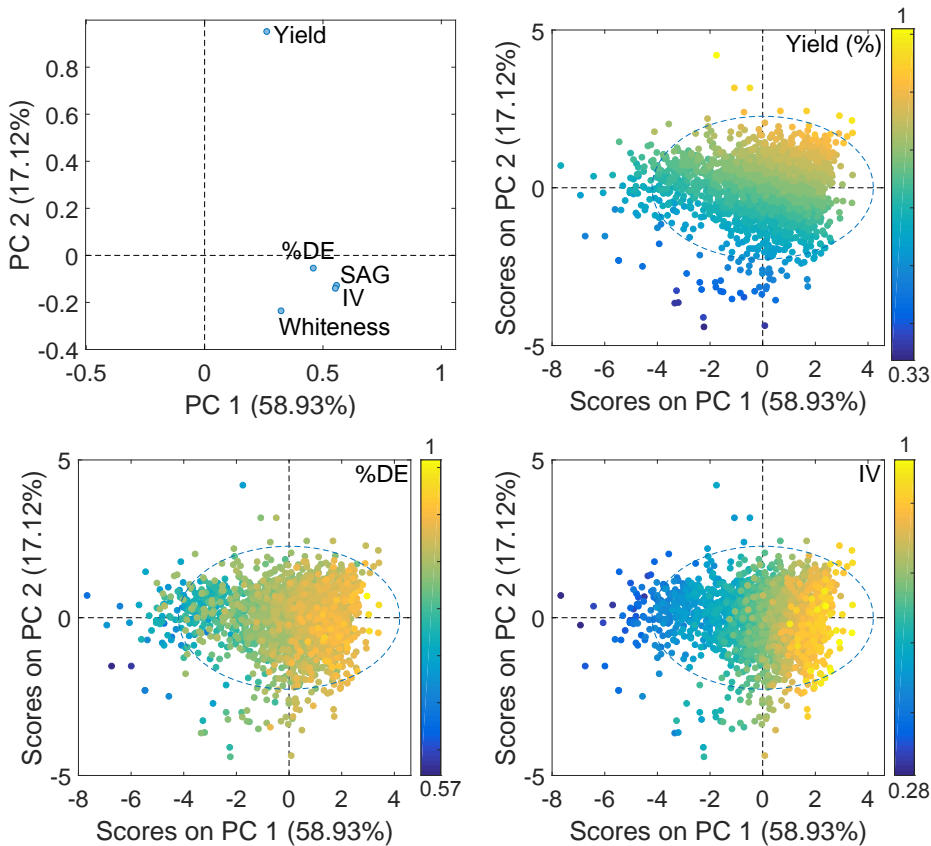 Yield
%DE
SAG
IV
Whiteness
0.8
0.6
0.4
0.2
0
-0.2
-0.4
-0.5
0
0.5
1
PC 1 (58.93%)
PC 2 (17.12%)
Yield (%)
5
0
-5
-8
-6
-4
-2
0
2
4
Scores on PC 1 (58.93%)
Scores on PC 2 (17.12%)
1
0.33
%DE
5
0
-5
-8
-6
-4
-2
0
2
4
Scores on PC 1 (58.93%)
Scores on PC 2 (17.12%)
1
0.57
IV
5
0
-5
-8
-6
-4
-2
0
2
4
Scores on PC 1 (58.93%)
Scores on PC 2 (17.12%)
1
0.28